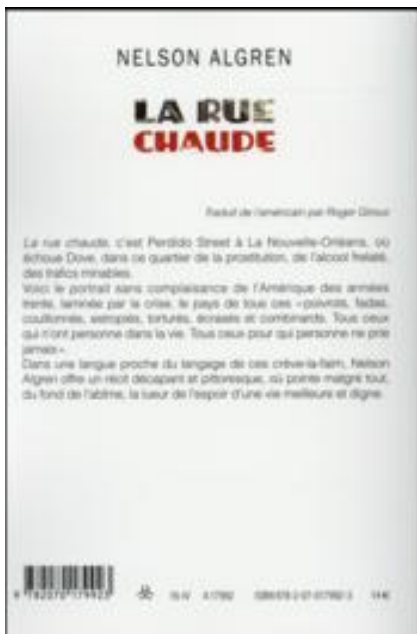 NELSON ALGREN
LA RUE
CHAUDE
Traduit de l'américain par Roger Giroux
La rue chaude, c'est Perdido Street à La Nouvelle-Orléans, où
échoue Dove, dans ce quartier de la prostitution, de l'alcool frelaté,
des trafics minables.
Voici le portrait sans complaisance de l'Amérique des années
trente, laminée par la crise, le pays de tous ces «poivrots, fadas,
couillonnés, estropiés, torturés, écrasés et combinards. Tous ceux
qui n'ont personne dans la vie. Tous ceux pour qui personne ne prie
jamais».
Dans une langue proche du langage de ces crève-la-faim, Nelson
Algren offre un récit décapant et pittoresque, où pointe malgré tout,
du fond de l'abîme, la lueur de l'espoir d'une vie meilleure et digne.
9 782070 179923